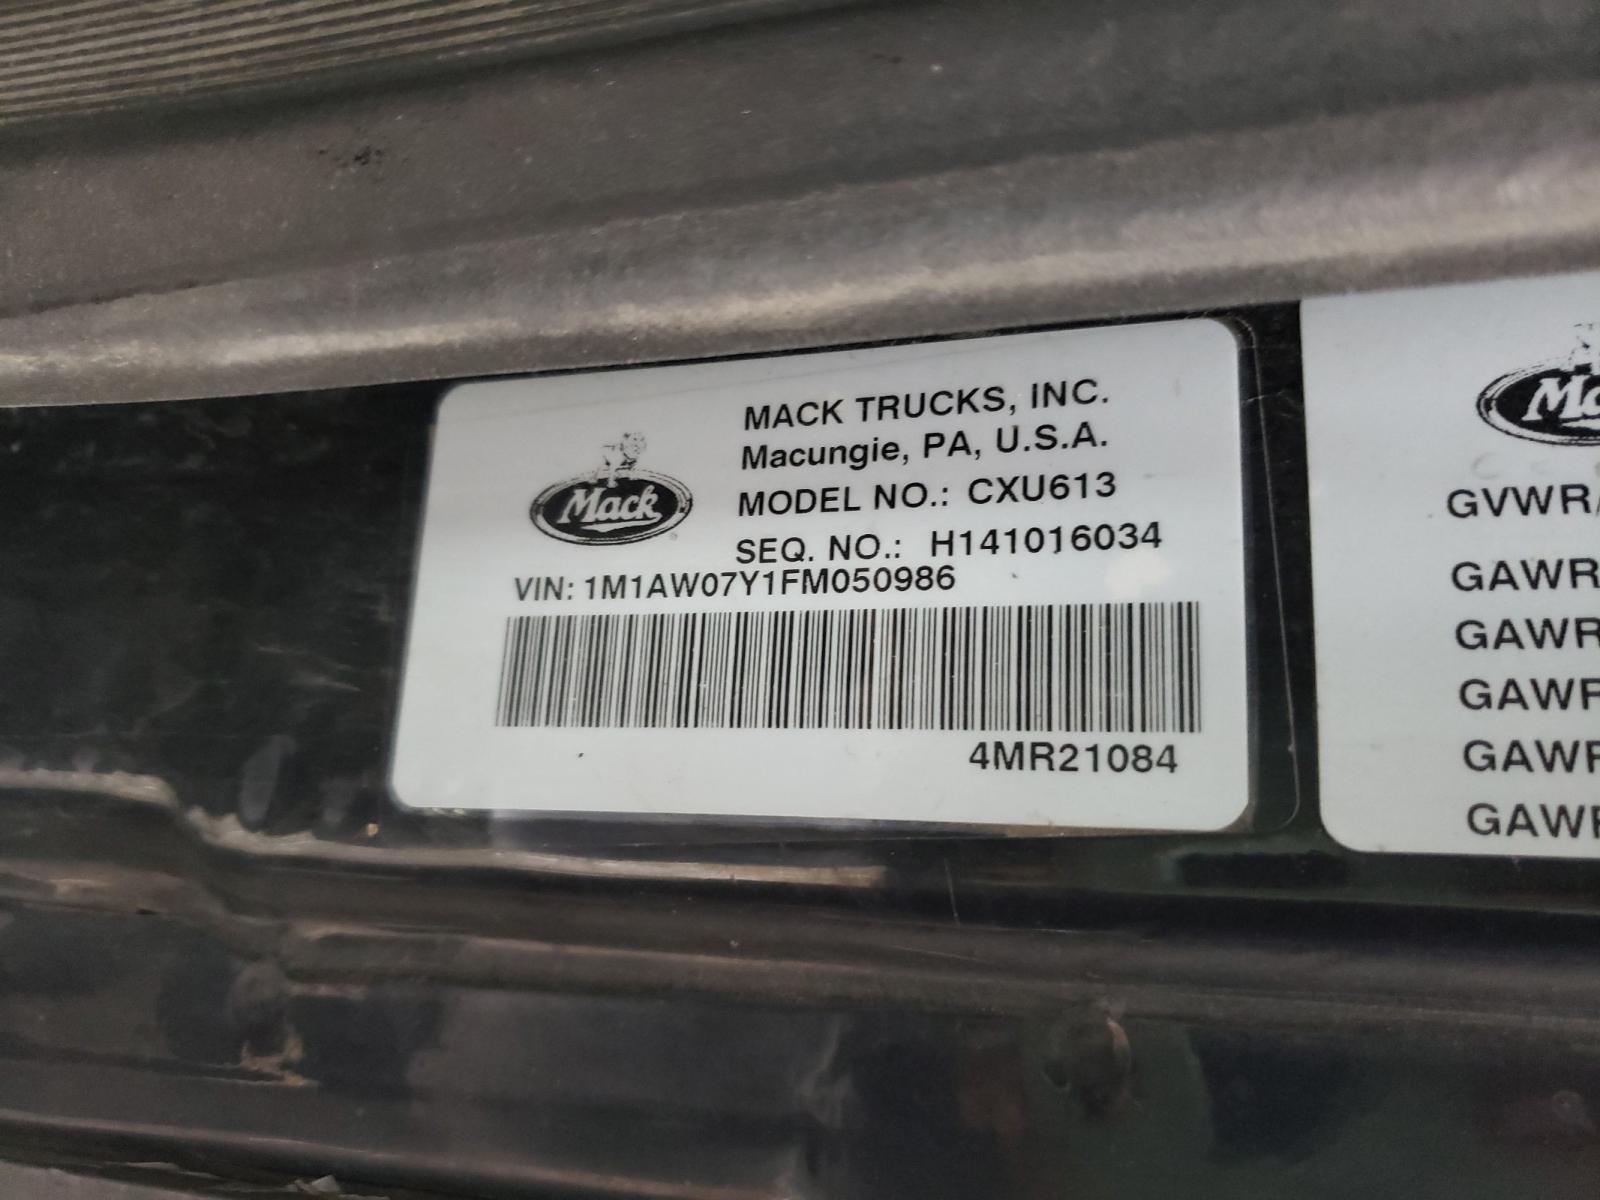 MACK TRUCKS, INC.
Macungie, PA, U.S.A.
Mack
MODEL NO.: CXU613
SEQ. NO.: H141016034
VIN: 1M1AW07Y1FM050986
4MR21084
GVWR/
GAWR
GAWR
GAWR
GAWR
GAWR